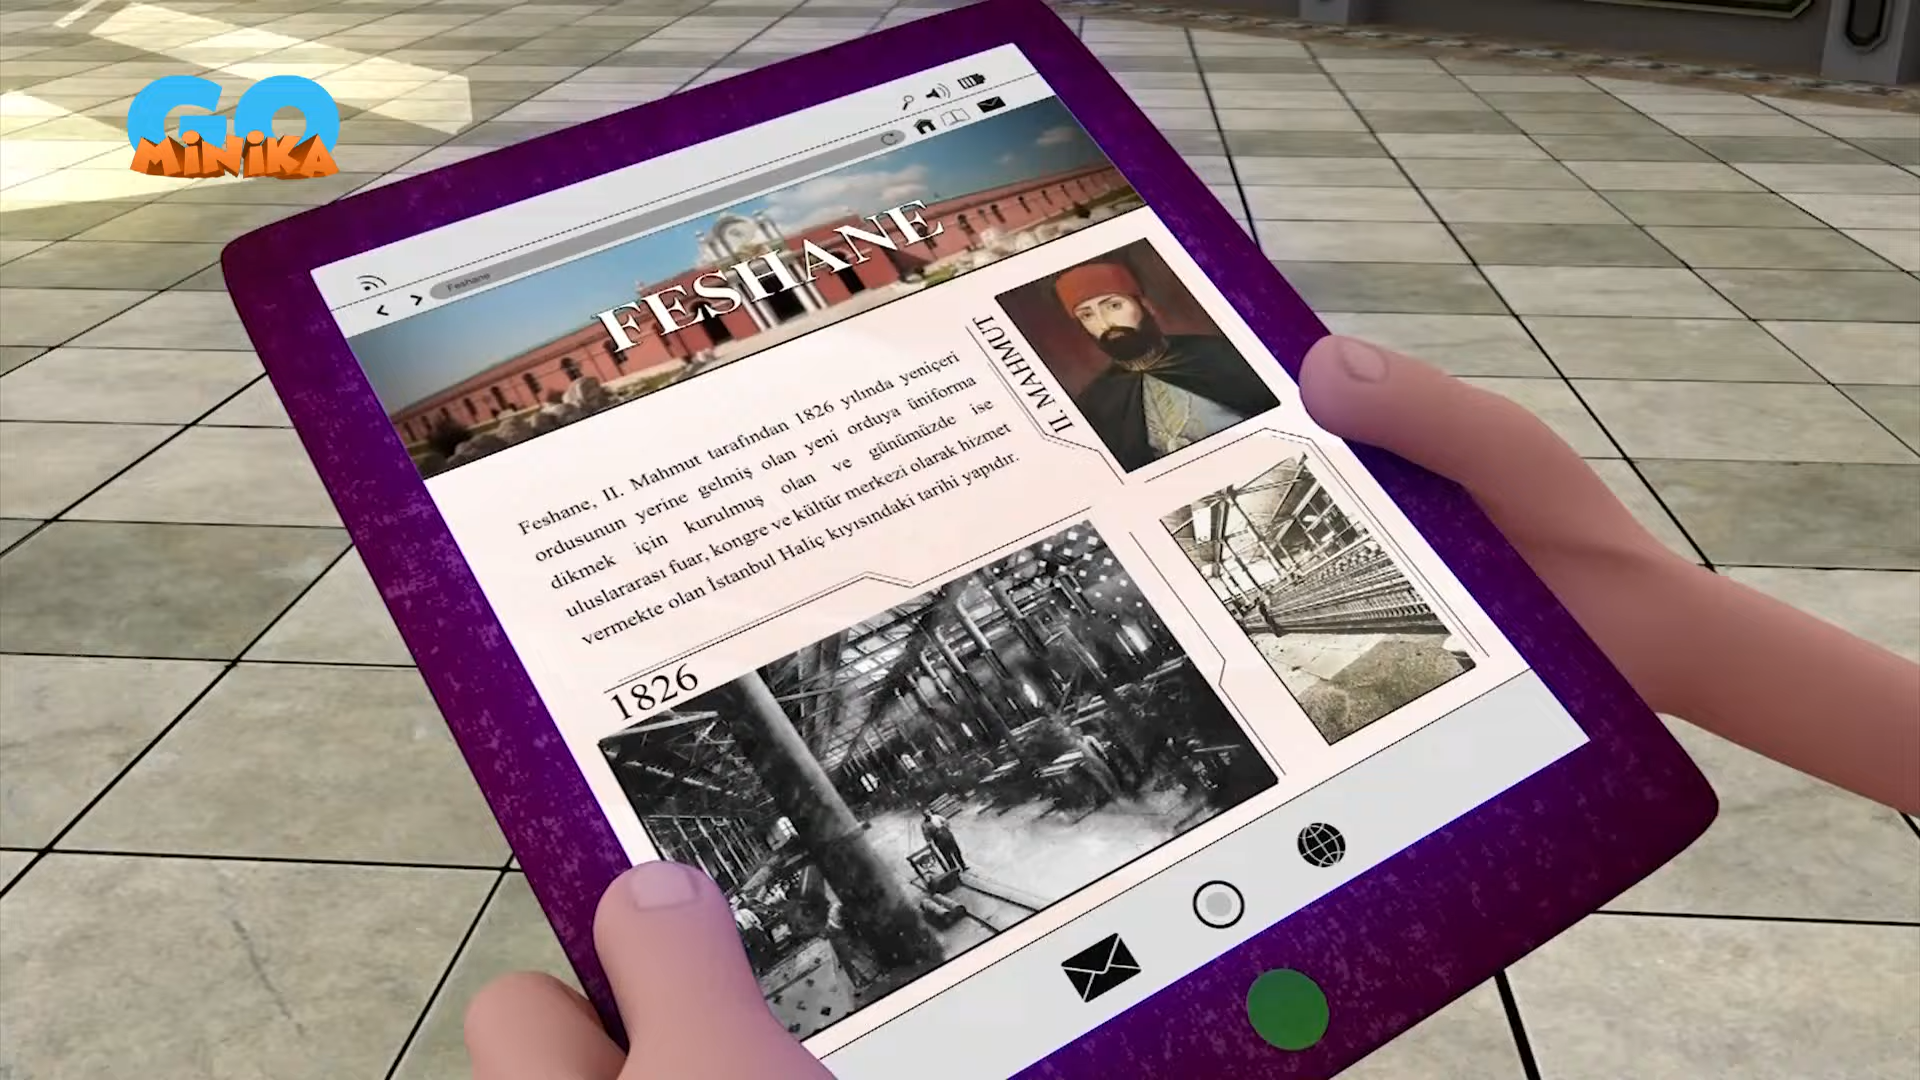 GO
MiNiKA
Feshane
FESHANE
Feshane, II. Mahmut tarafından 1826 yılında yeniçeri
ordusunun yerine gelmiş olan yeni orduya üniforma
dikmek için kurulmuş olan ve günümüzde ise
uluslararası fuar, kongre ve kültür merkezi olarak hizmet
vermekte olan İstanbul Haliç kıyısındaki tarihi yapıdır.
II. MAHMUT
1826